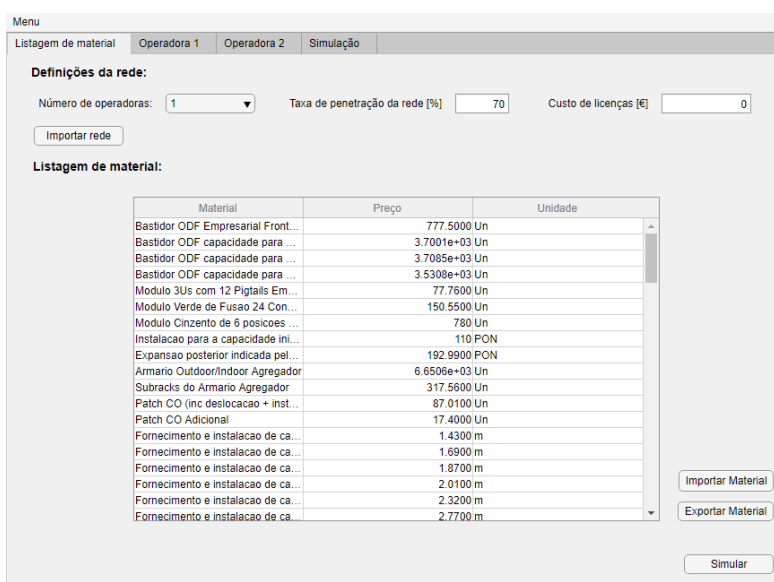 Menu
Listagem de material Operadora 1 Operadora 2 Simulação
Definições da rede:
Número de operadoras: 1 Taxa de penetração da rede [%] 70 Custo de licenças [€] 0
Importar rede
Listagem de material:
Material Preço Unidade
Bastidor ODF Empresarial Front... 777.5000 Un
Bastidor ODF capacidade para ... 3.7001e+03 Un
Bastidor ODF capacidade para ... 3.7085e+03 Un
Bastidor ODF capacidade para ... 3.5308e+03 Un
Modulo 3Us com 12 Pigtails Em... 77.7600 Un
Modulo Verde de Fusao 24 Con... 150.5500 Un
Modulo Cinzento de 6 posicoes ... 780 Un
Instalacao para a capacidade ini... 110 PON
Expansao posterior indicada pel... 192.9900 PON
Armario Outdoor/Indoor Agregador 6.6506e+03 Un
Subracks do Armario Agregador 317.5600 Un
Patch CO (inc deslocacao + inst... 87.0100 Un
Patch CO Adicional 17.4000 Un
Fornecimento e instalacao de ca... 1.4300 m
Fornecimento e instalacao de ca... 1.6900 m
Fornecimento e instalacao de ca... 1.8700 m
Fornecimento e instalacao de ca... 2.0100 m
Fornecimento e instalacao de ca... 2.3200 m
Fornecimento e instalacao de ca... 2.7700 m
Importar Material
Exportar Material
Simular